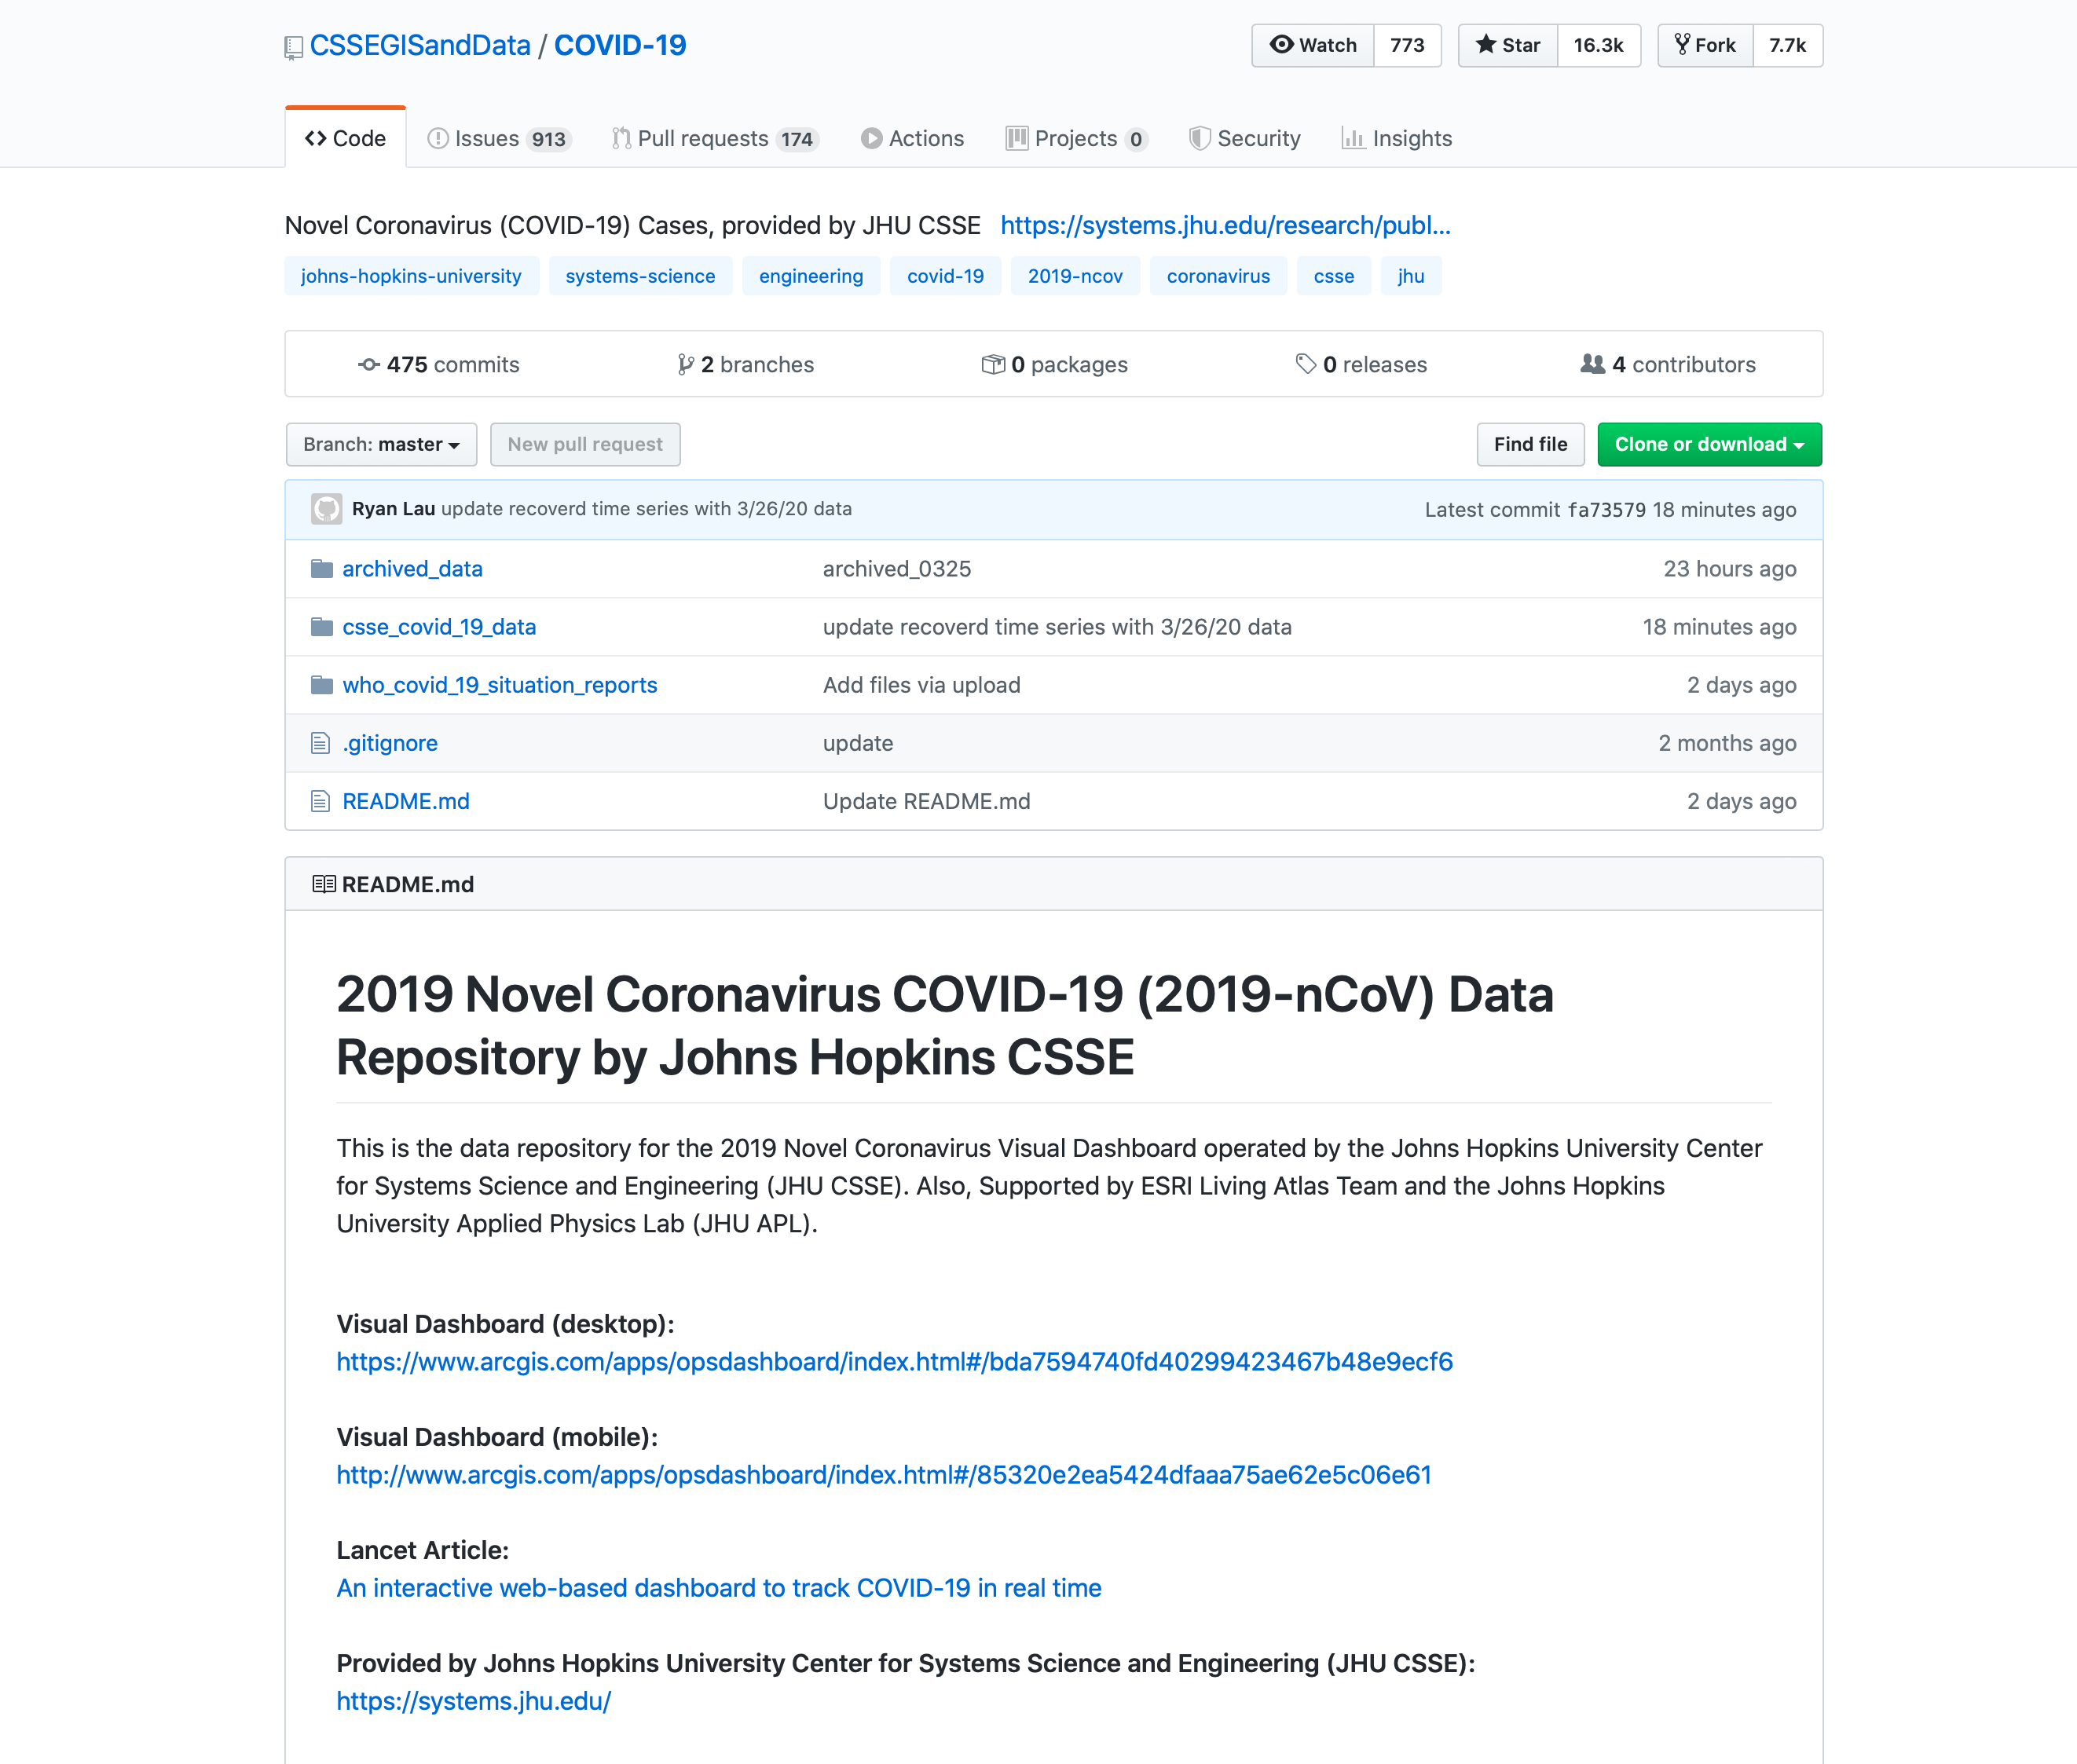 CSSEGISandData / COVID-19
Watch 773 Star 16.3k Fork 7.7k
Code Issues 913 Pull requests 174 Actions Projects 0 Security Insights
Novel Coronavirus (COVID-19) Cases, provided by JHU CSSE https://systems.jhu.edu/research/publ...
johns-hopkins-university systems-science engineering covid-19 2019-ncov coronavirus csse jhu
475 commits 2 branches 0 packages 0 releases 4 contributors
Branch: master New pull request Find file Clone or download
Ryan Lau update recoverd time series with 3/26/20 data Latest commit fa73579 18 minutes ago
archived_data archived_0325 23 hours ago
csse_covid_19_data update recoverd time series with 3/26/20 data 18 minutes ago
who_covid_19_situation_reports Add files via upload 2 days ago
.gitignore update 2 months ago
README.md Update README.md 2 days ago
README.md
2019 Novel Coronavirus COVID-19 (2019-nCoV) Data
Repository by Johns Hopkins CSSE
This is the data repository for the 2019 Novel Coronavirus Visual Dashboard operated by the Johns Hopkins University Center
for Systems Science and Engineering (JHU CSSE). Also, Supported by ESRI Living Atlas Team and the Johns Hopkins
University Applied Physics Lab (JHU APL).
Visual Dashboard (desktop):
https://www.arcgis.com/apps/opsdashboard/index.html#/bda7594740fd40299423467b48e9ecf6
Visual Dashboard (mobile):
http://www.arcgis.com/apps/opsdashboard/index.html#/85320e2ea5424dfaaa75ae62e5c06e61
Lancet Article:
An interactive web-based dashboard to track COVID-19 in real time
Provided by Johns Hopkins University Center for Systems Science and Engineering (JHU CSSE):
https://systems.jhu.edu/